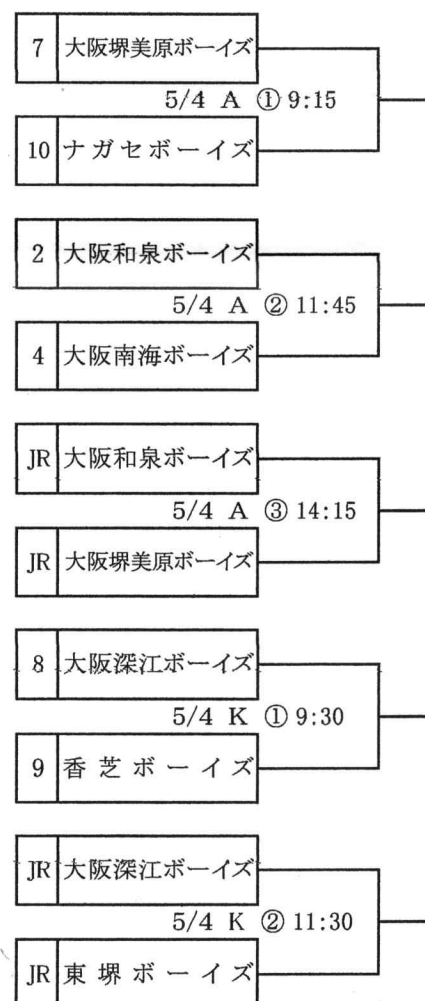 7 大阪堺美原ボーイズ
5/4 A ① 9:15
10 ナガセボーイズ
2 大阪和泉ボーイズ
5/4 A ② 11:45
4 大阪南海ボーイズ
JR 大阪和泉ボーイズ
5/4 A ③ 14:15
JR 大阪堺美原ボーイズ
8 大阪深江ボーイズ
5/4 K ① 9:30
9 香芝ボーイズ
JR 大阪深江ボーイズ
5/4 K ② 11:30
JR 東堺ボーイズ